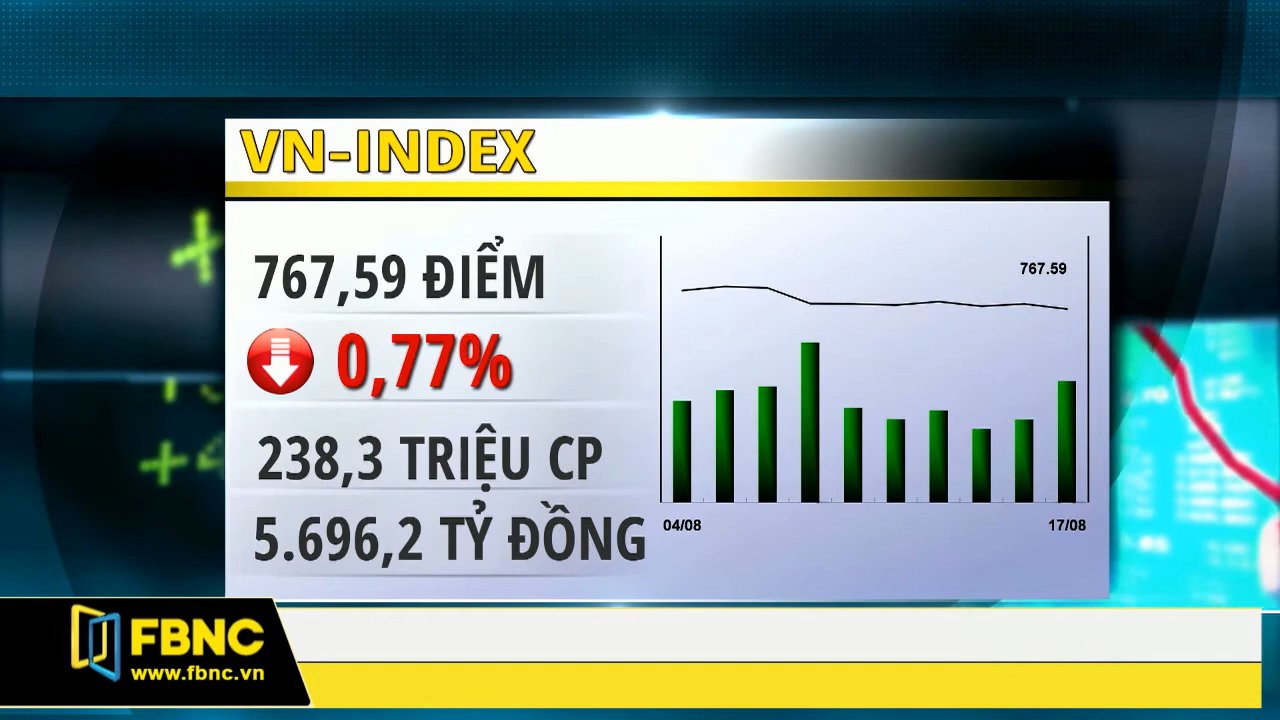 VN-INDEX
767,59 ĐIỂM
0,77%
238,3 TRIỆU CP
5.696,2 TỶ ĐỒNG
767.59
04/08
17/08
FBNC
www.fbnc.vn